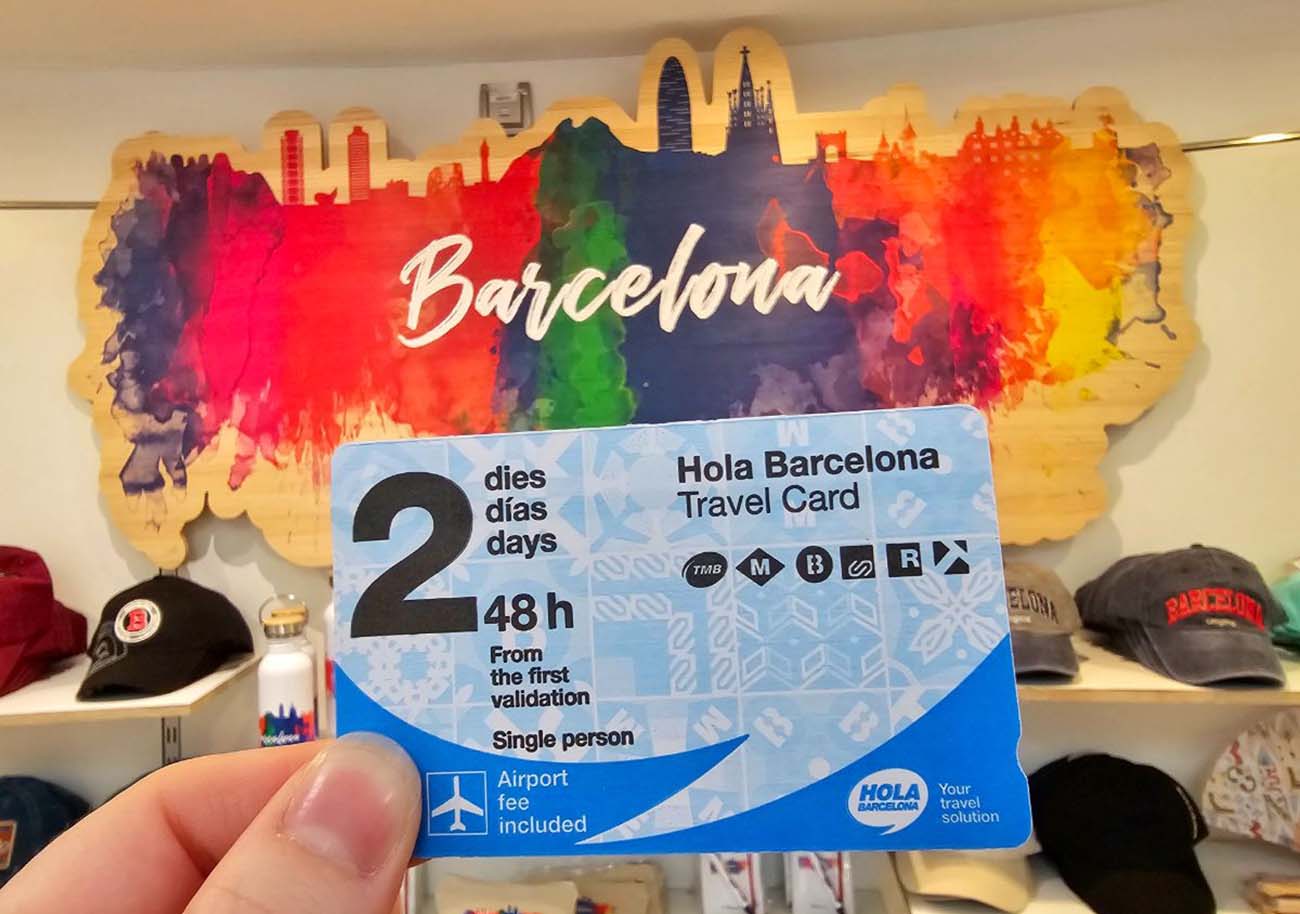 Barcelona
2
dies
días
days
48 h
From
the first
validation
Single person
Airport
fee
included
Hola Barcelona
Travel Card
TMB
M
B
R
HOLA
BARCELONA
Your
travel
solution
ELONA
BARCELONA
B